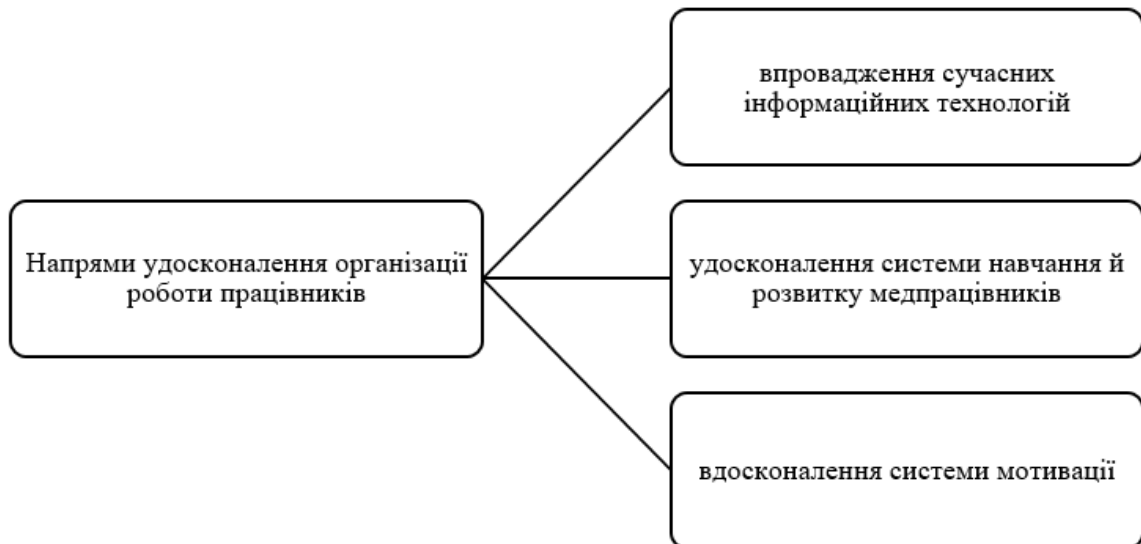 Напрями удосконалення організації
роботи працівників
впровадження сучасних
інформаційних технологій
удосконалення системи навчання й
розвитку медпрацівників
вдосконалення системи мотивації